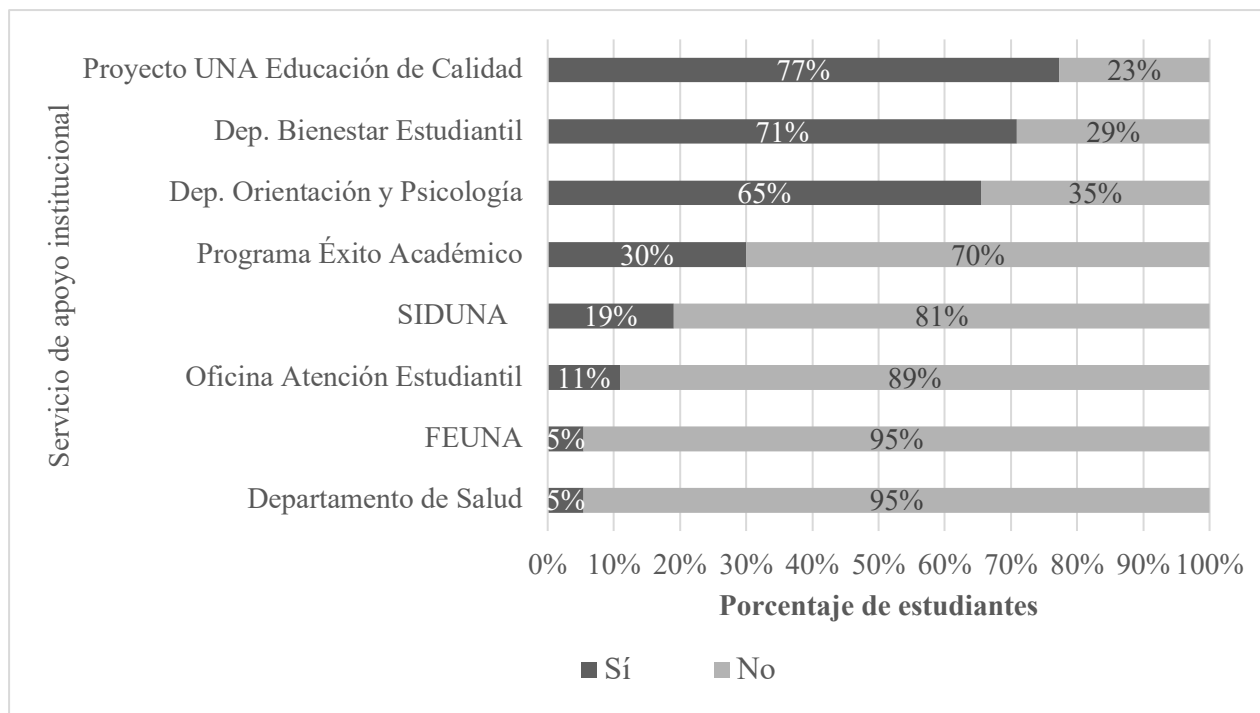 Servicio de apoyo institucional
Proyecto UNA Educación de Calidad 77% 23%
Dep. Bienestar Estudiantil 71% 29%
Dep. Orientación y Psicología 65% 35%
Programa Éxito Académico 30% 70%
SIDUNA 19% 81%
Oficina Atención Estudiantil 11% 89%
FEUNA 5% 95%
Departamento de Salud 5% 95%
0% 10% 20% 30% 40% 50% 60% 70% 80% 90% 100%
Porcentaje de estudiantes
Sí No